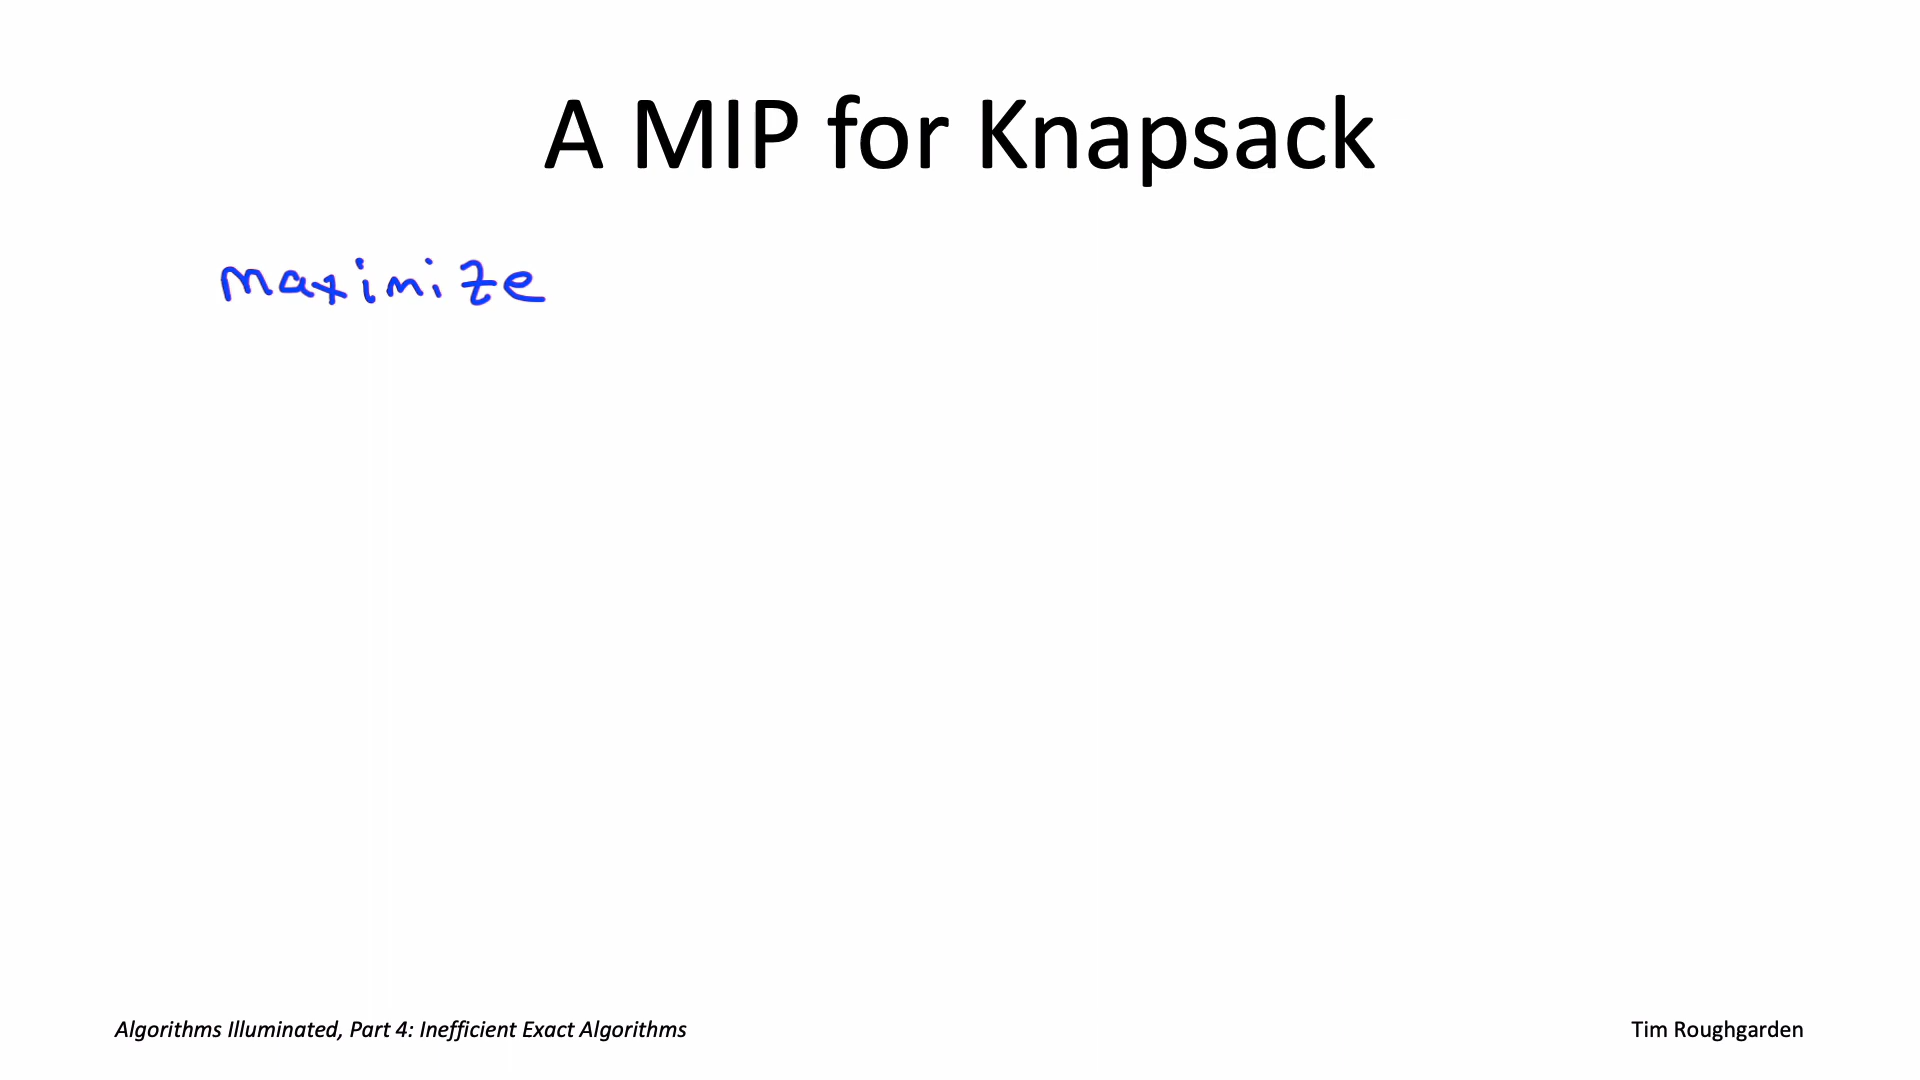 A MIP for Knapsack
maximize
Algorithms Illuminated, Part 4: Inefficient Exact Algorithms
Tim Roughgarden